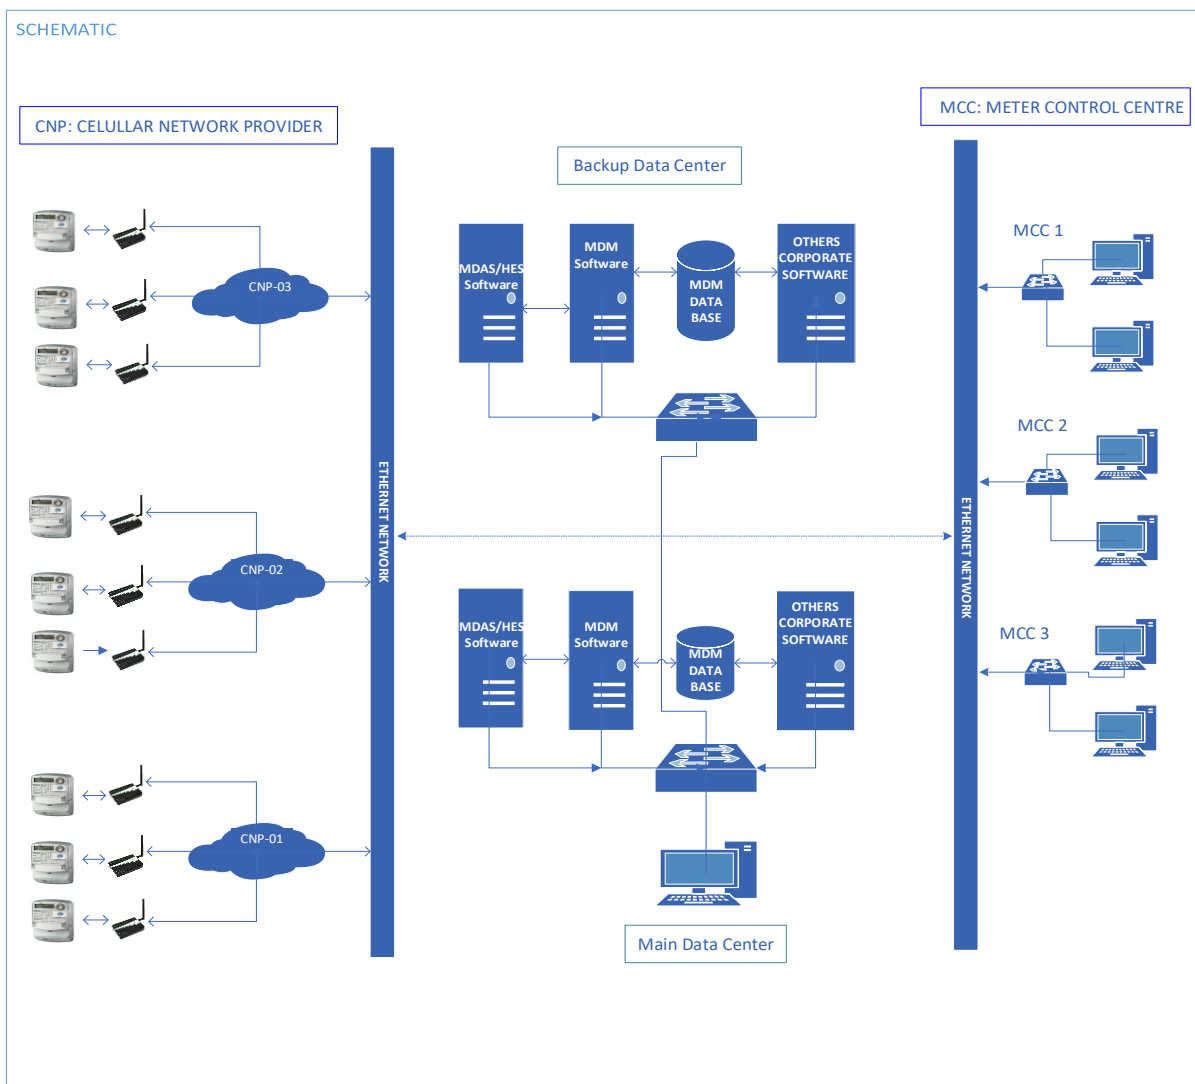 SCHEMATIC
CNP: CELULLAR NETWORK PROVIDER
MCC: METER CONTROL CENTRE
Backup Data Center
MDAS/HES
Software
MDM
Software
MDM
DATA
BASE
OTHERS
CORPORATE
SOFTWARE
CNP-03
CNP-02
CNP-01
ETHERNET NETWORK
ETHERNET NETWORK
MCC 1
MCC 2
MCC 3
MDAS/HES
Software
MDM
Software
MDM
DATA
BASE
OTHERS
CORPORATE
SOFTWARE
Main Data Center